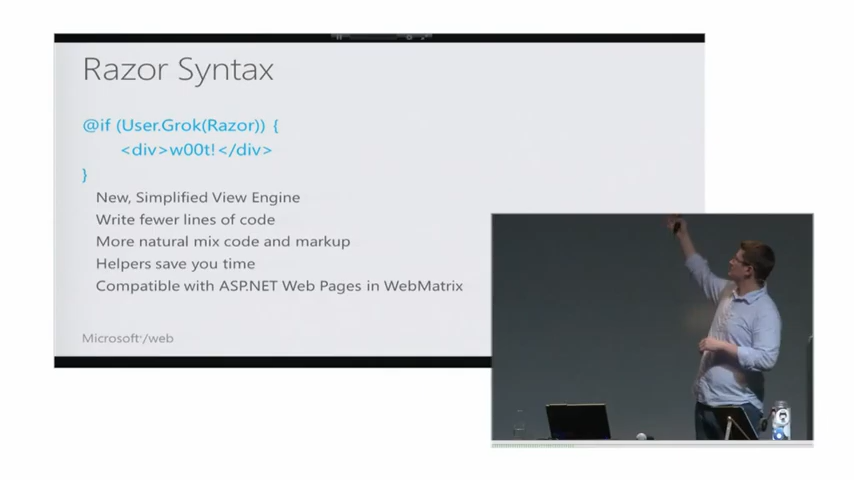 Razor Syntax
@if (User.Grok(Razor)) {
<div>w00t!</div>
}
New, Simplified View Engine
Write fewer lines of code
More natural mix code and markup
Helpers save you time
Compatible with ASP.NET Web Pages in WebMatrix
Microsoft®/web